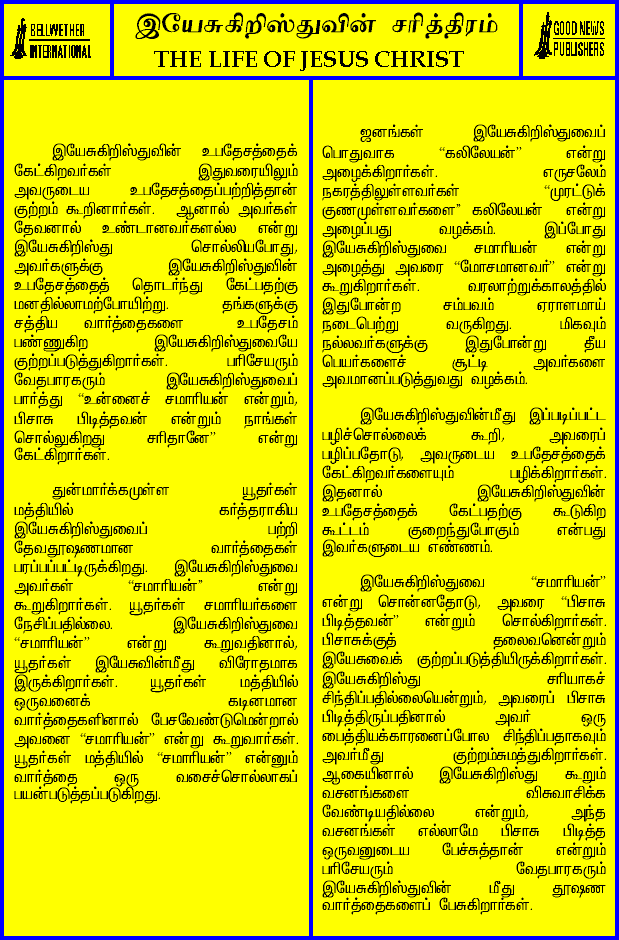 BELLWETHER
INTERNATIONAL
இயேசுகிறிஸ்துவின் சரித்திரம்
THE LIFE OF JESUS CHRIST
GOOD NEWS
PUBLISHERS
இயேசுகிறிஸ்துவின் உபதேசத்தைக்
கேட்கிறவர்கள் இதுவரையிலும்
அவருடைய உபதேசத்தைப்பற்றித்தான்
குற்றம் கூறினார்கள். ஆனால் அவர்கள்
தேவனால் உண்டானவர்களல்ல என்று
இயேசுகிறிஸ்து சொல்லியபோது,
அவர்களுக்கு இயேசுகிறிஸ்துவின்
உபதேசத்தைத் தொடர்ந்து கேட்பதற்கு
மனதில்லாமற்போயிற்று. தங்களுக்கு
சத்திய வார்த்தைகளை உபதேசம்
பண்ணுகிற இயேசுகிறிஸ்துவையே
குற்றப்படுத்துகிறார்கள். பரிசேயரும்
வேதபாரகரும் இயேசுகிறிஸ்துவைப்
பார்த்து “உன்னைச் சமாரியன் என்றும்,
பிசாசு பிடித்தவன் என்றும் நாங்கள்
சொல்லுகிறது சரிதானே” என்று
கேட்கிறார்கள்.
துன்மார்க்கமுள்ள யூதர்கள்
மத்தியில் கர்த்தராகிய
இயேசுகிறிஸ்துவைப் பற்றி
தேவதூஷணமான வார்த்தைகள்
பரப்பப்பட்டிருக்கிறது. இயேசுகிறிஸ்துவை
அவர்கள் “சமாரியன்” என்று
கூறுகிறார்கள். யூதர்கள் சமாரியர்களை
நேசிப்பதில்லை. இயேசுகிறிஸ்துவை
“சமாரியன்” என்று கூறுவதினால்,
யூதர்கள் இயேசுவின்மீது விரோதமாக
இருக்கிறார்கள். யூதர்கள் மத்தியில்
ஒருவனைக் கடினமான
வார்த்தைகளினால் பேசவேண்டுமென்றால்
அவனை “சமாரியன்” என்று கூறுவார்கள்.
யூதர்கள் மத்தியில் “சமாரியன்” என்னும்
வார்த்தை ஒரு வசைச்சொல்லாகப்
பயன்படுத்தப்படுகிறது.
ஜனங்கள் இயேசுகிறிஸ்துவைப்
பொதுவாக “கலிலேயன்” என்று
அழைக்கிறார்கள். எருசலேம்
நகரத்திலுள்ளவர்கள் “முரட்டுக்
குணமுள்ளவர்களை” கலிலேயன் என்று
அழைப்பது வழக்கம். இப்போது
இயேசுகிறிஸ்துவை சமாரியன் என்று
அழைத்து அவரை “மோசமானவர்” என்று
கூறுகிறார்கள். வரலாற்றுக்காலத்தில்
இதுபோன்ற சம்பவம் ஏராளமாய்
நடைபெற்று வருகிறது. மிகவும்
நல்லவர்களுக்கு இதுபோன்று தீய
பெயர்களைச் சூட்டி அவர்களை
அவமானப்படுத்துவது வழக்கம்.
இயேசுகிறிஸ்துவின்மீது இப்படிப்பட்ட
பழிச்சொல்லைக் கூறி, அவரைப்
பழிப்பதோடு, அவருடைய உபதேசத்தைக்
கேட்கிறவர்களையும் பழிக்கிறார்கள்.
இதனால் இயேசுகிறிஸ்துவின்
உபதேசத்தைக் கேட்பதற்கு கூடுகிற
கூட்டம் குறைந்துபோகும் என்பது
இவர்களுடைய எண்ணம்.
இயேசுகிறிஸ்துவை “சமாரியன்”
என்று சொன்னதோடு, அவரை “பிசாசு
பிடித்தவன்” என்றும் சொல்கிறார்கள்.
பிசாசுக்குத் தலைவனென்றும்
இயேசுவைக் குற்றப்படுத்தியிருக்கிறார்கள்.
இயேசுகிறிஸ்து சரியாகச்
சிந்திப்பதில்லையென்றும், அவரைப் பிசாசு
பிடித்திருப்பதினால் அவர் ஒரு
பைத்தியக்காரனைப்போல சிந்திப்பதாகவும்
அவர்மீது குற்றம்சுமத்துகிறார்கள்.
ஆகையினால் இயேசுகிறிஸ்து கூறும்
வசனங்களை விசுவாசிக்க
வேண்டியதில்லை என்றும், அந்த
வசனங்கள் எல்லாமே பிசாசு பிடித்த
ஒருவனுடைய பேச்சுத்தான் என்றும்
பரிசேயரும் வேதபாரகரும்
இயேசுகிறிஸ்துவின் மீது தூஷண
வார்த்தைகளைப் பேசுகிறார்கள்.